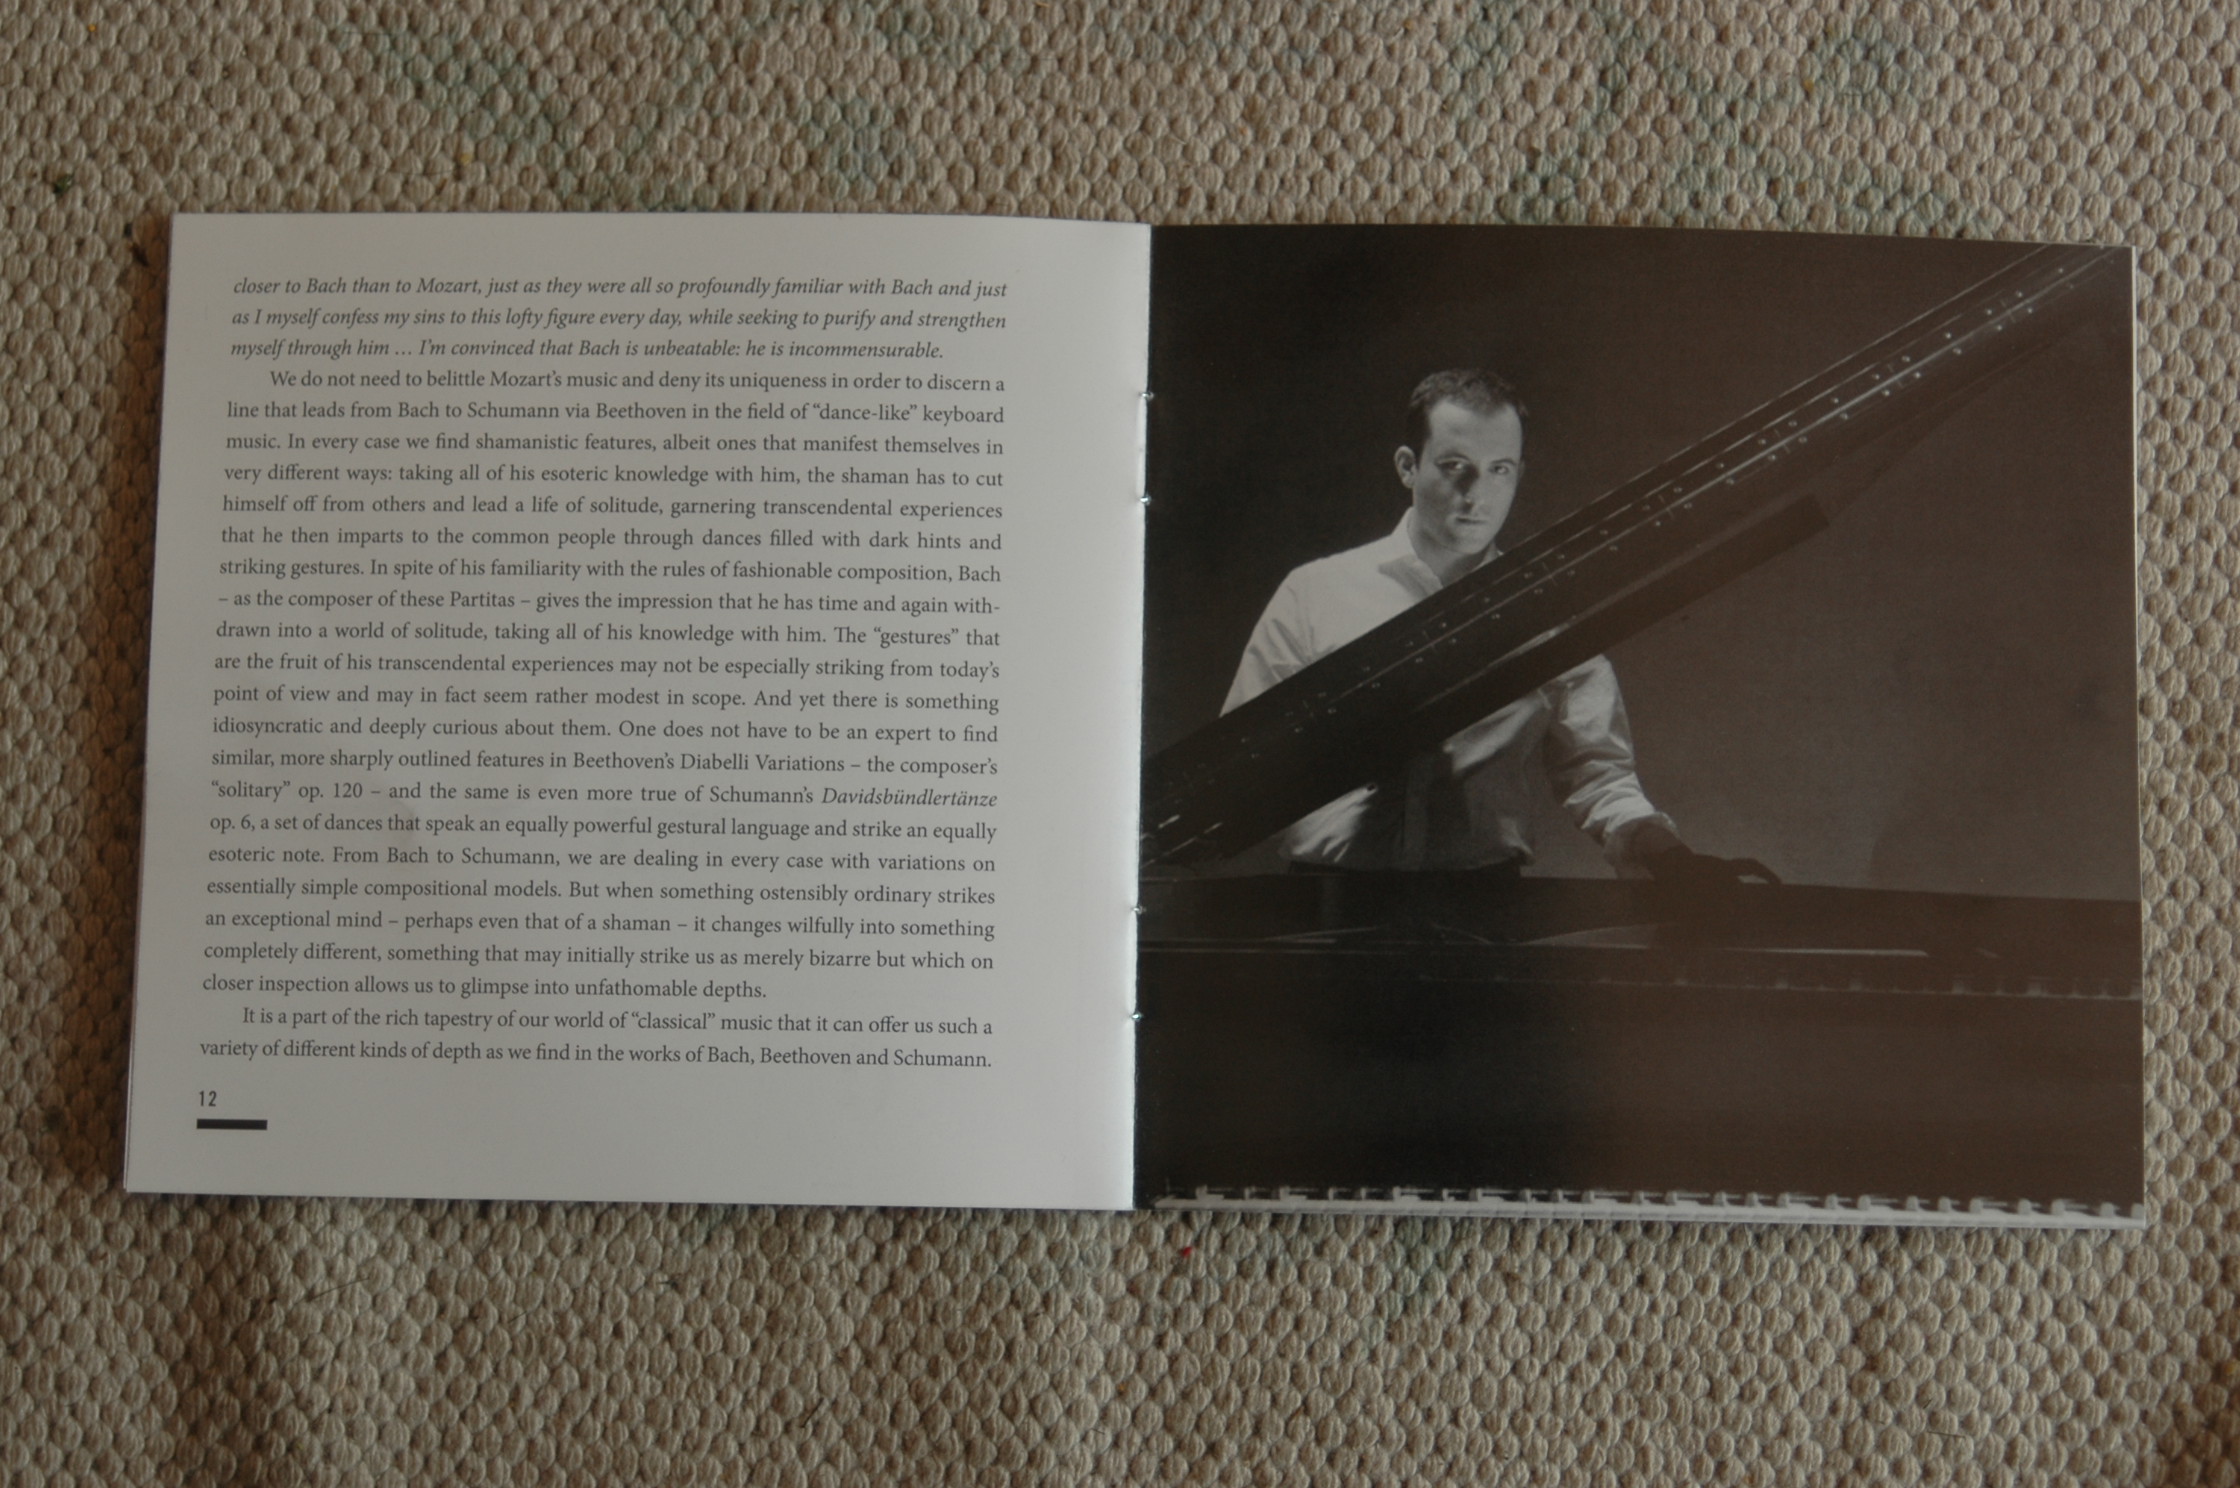 closer to Bach than to Mozart, just as they were all so profoundly familiar with Bach and just
as I myself confess my sins to this lofty figure every day, while seeking to purify and strengthen
myself through him … I'm convinced that Bach is unbeatable: he is incommensurable.
We do not need to belittle Mozart's music and deny its uniqueness in order to discern a
line that leads from Bach to Schumann via Beethoven in the field of “dance-like” keyboard
music. In every case we find shamanistic features, albeit ones that manifest themselves in
very different ways: taking all of his esoteric knowledge with him, the shaman has to cut
himself off from others and lead a life of solitude, garnering transcendental experiences
that he then imparts to the common people through dances filled with dark hints and
striking gestures. In spite of his familiarity with the rules of fashionable composition, Bach
– as the composer of these Partitas – gives the impression that he has time and again with-
drawn into a world of solitude, taking all of his knowledge with him. The “gestures” that
are the fruit of his transcendental experiences may not be especially striking from today's
point of view and may in fact seem rather modest in scope. And yet there is something
idiosyncratic and deeply curious about them. One does not have to be an expert to find
similar, more sharply outlined features in Beethoven's Diabelli Variations – the composer's
“solitary” op. 120 – and the same is even more true of Schumann's Davidsbündlertänze
op. 6, a set of dances that speak an equally powerful gestural language and strike an equally
esoteric note. From Bach to Schumann, we are dealing in every case with variations on
essentially simple compositional models. But when something ostensibly ordinary strikes
an exceptional mind – perhaps even that of a shaman – it changes wilfully into something
completely different, something that may initially strike us as merely bizarre but which on
closer inspection allows us to glimpse into unfathomable depths.
It is a part of the rich tapestry of our world of “classical” music that it can offer us such a
variety of different kinds of depth as we find in the works of Bach, Beethoven and Schumann.
12